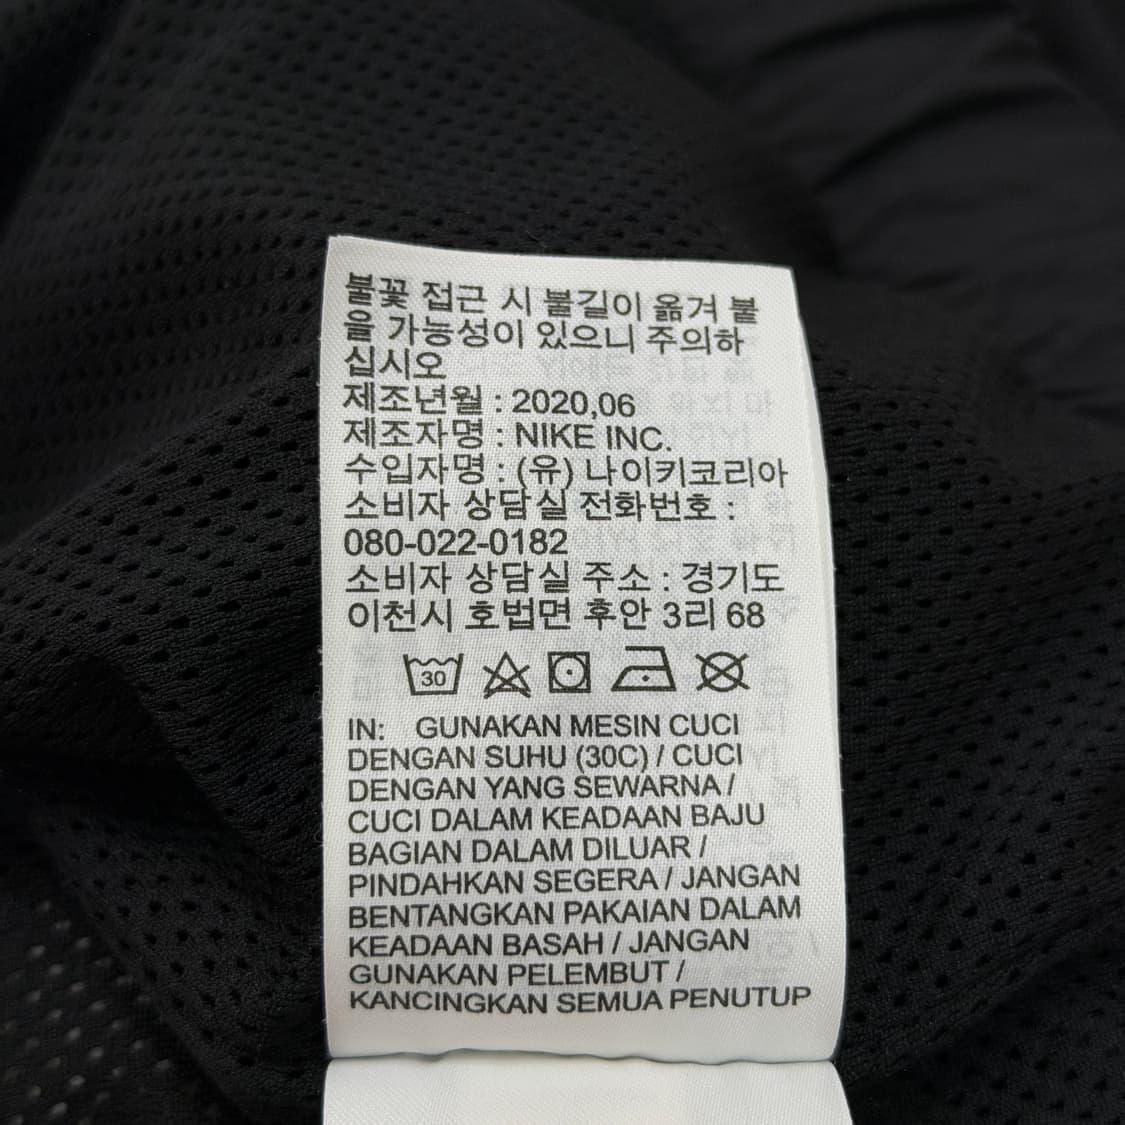 불꽃 접근 시 불길이 옮겨 붙
을 가능성이 있으니 주의하
십시오
제조년월 : 2020,06
제조자명 : NIKE INC.
수입자명 : (유) 나이키코리아
소비자 상담실 전화번호 :
080-022-0182
소비자 상담실 주소 : 경기도
이천시 호법면 후안 3리 68
30
IN: GUNAKAN MESIN CUCI
DENGAN SUHU (30C) / CUCI
DENGAN YANG SEWARNA /
CUCI DALAM KEADAAN BAJU
BAGIAN DALAM DILUAR /
PINDAHKAN SEGERA / JANGAN
BENTANGKAN PAKAIAN DALAM
KEADAAN BASAH / JANGAN
GUNAKAN PELEMBUT /
KANCINGKAN SEMUA PENUTUP